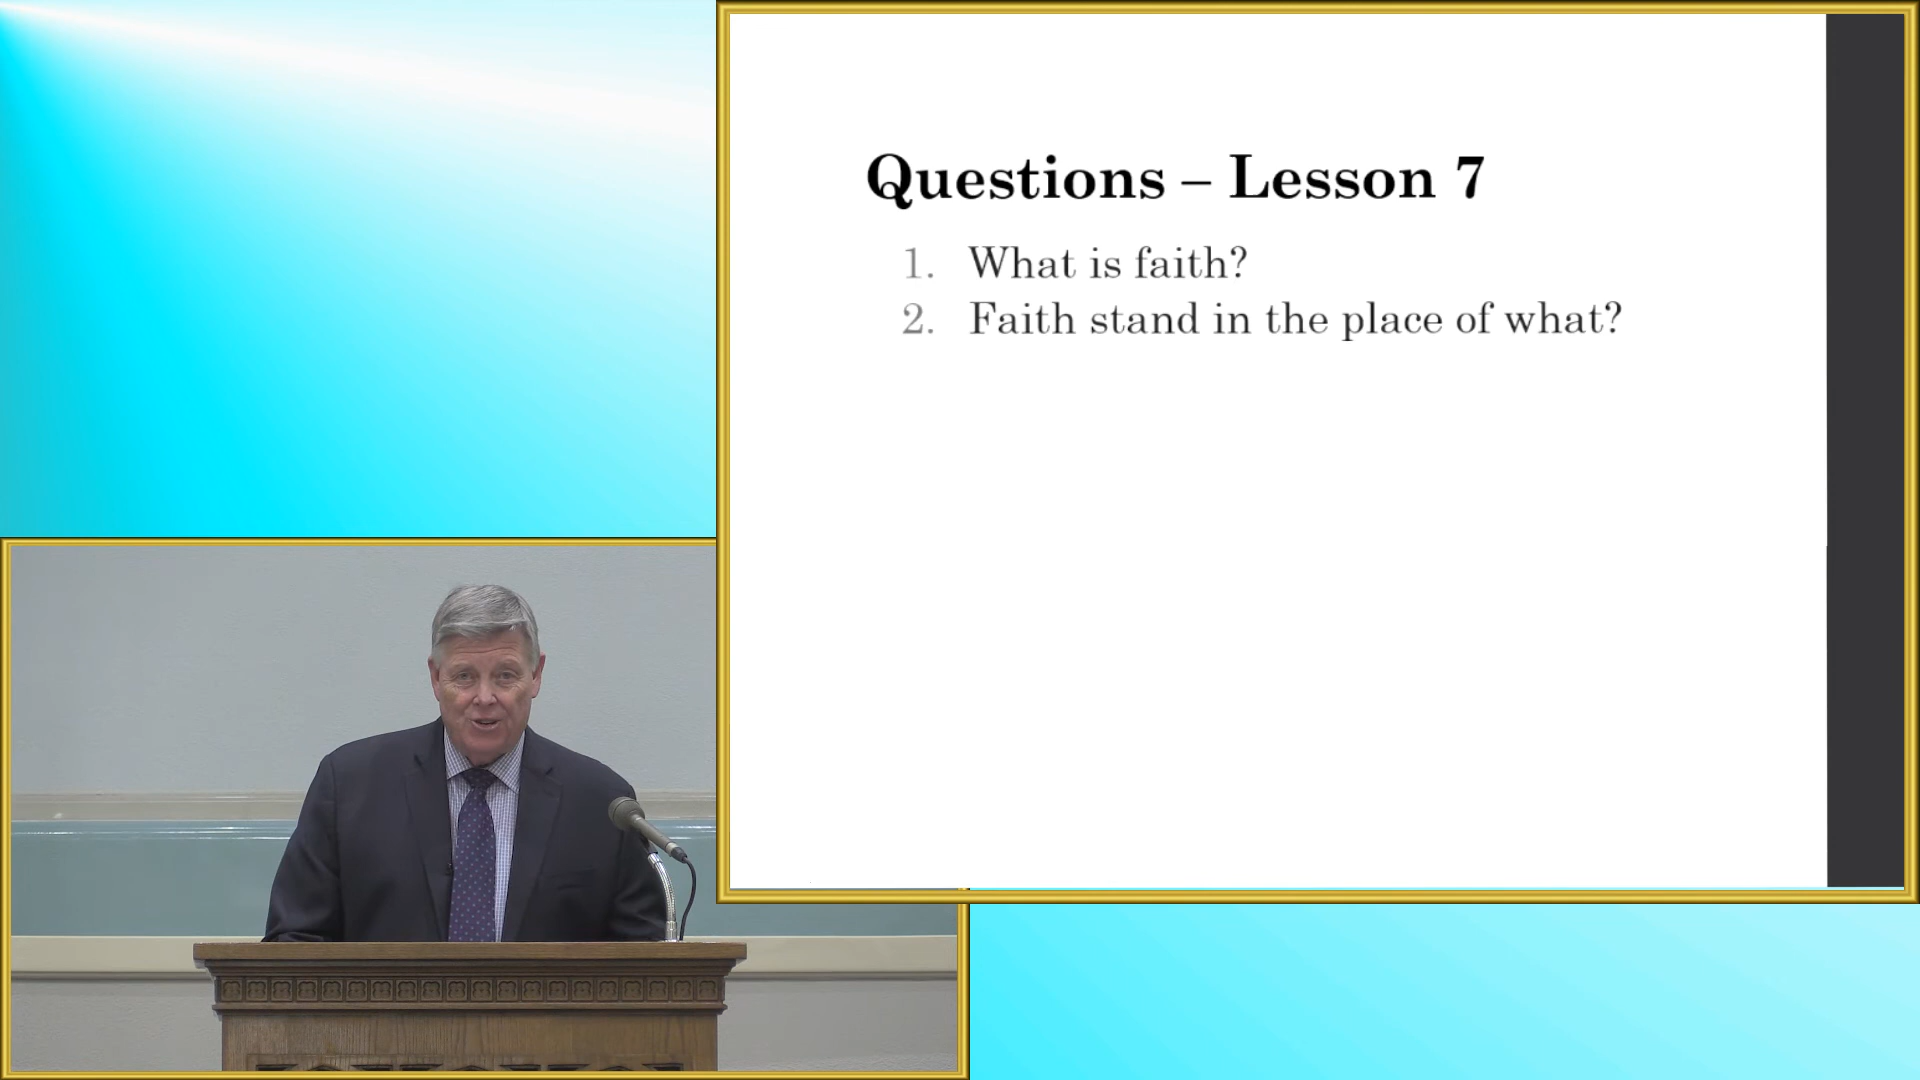 Questions – Lesson 7
1. What is faith?
2. Faith stand in the place of what?